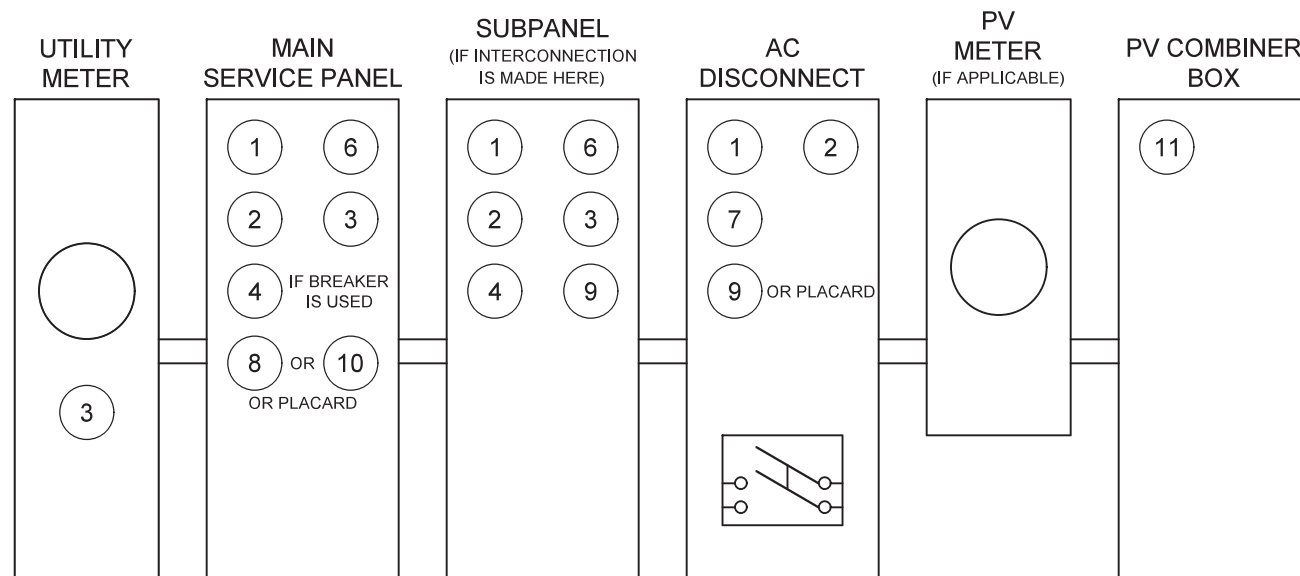 UTILITY
METER
MAIN
SERVICE PANEL
SUBPANEL
(IF INTERCONNECTION
IS MADE HERE)
AC
DISCONNECT
PV
METER
(IF APPLICABLE)
PV COMBINER
BOX
3
1 6
2 3
4 IF BREAKER
IS USED
8 OR 10
OR PLACARD
1 6
2 3
4 9
1 2
7
9 OR PLACARD
11